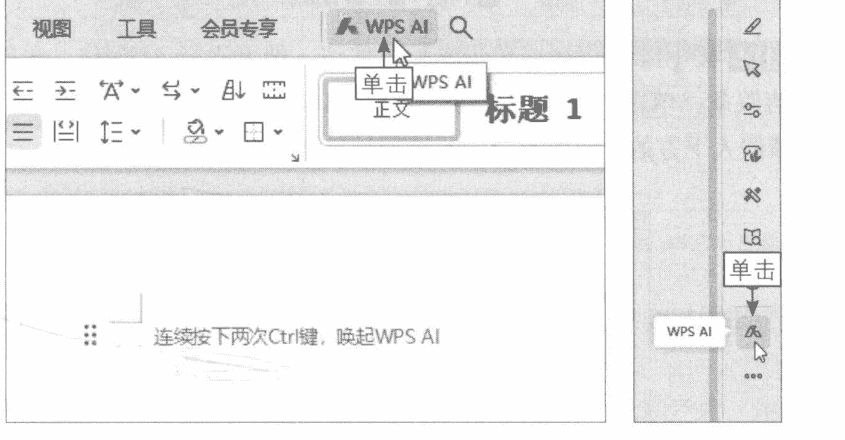 视图 工具 会员专享 WPS AI
单击 WPS AI
正文 标题 1
连续按下两次Ctrl键，唤起WPS AI
单击
WPS AI